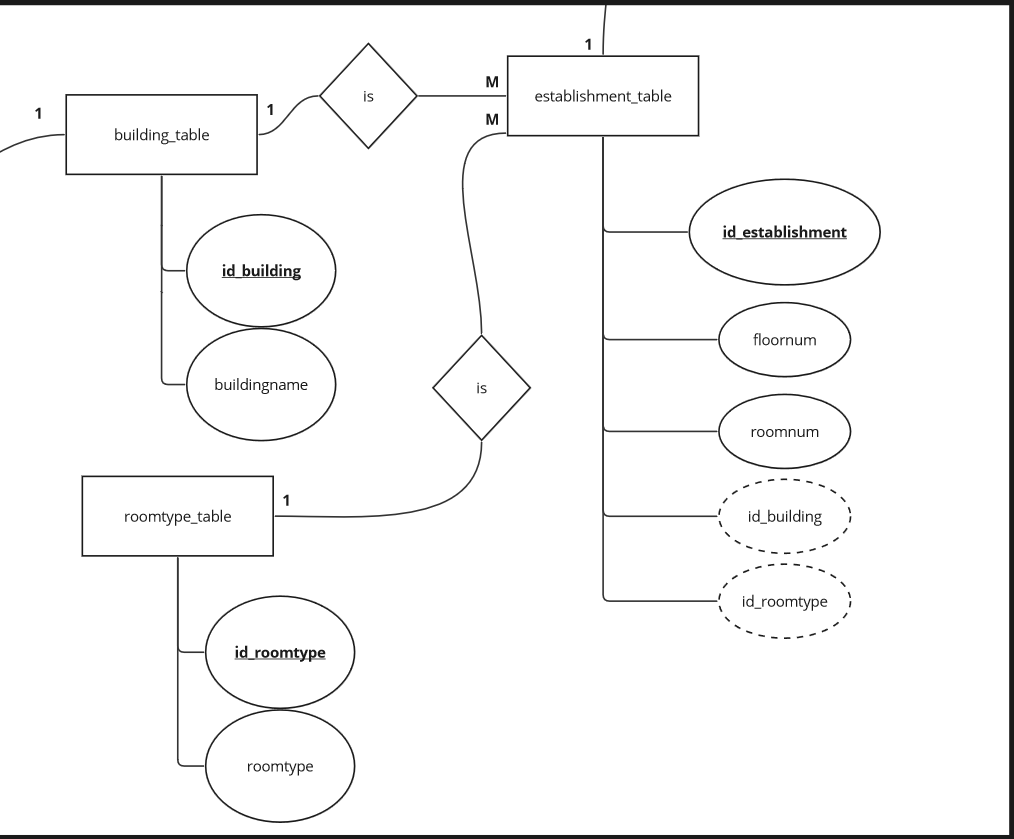 1
1
is
M
M
1
establishment_table
building_table
id_building
buildingname
is
id_establishment
floornum
roomnum
id_building
id_roomtype
roomtype_table
1
id_roomtype
roomtype